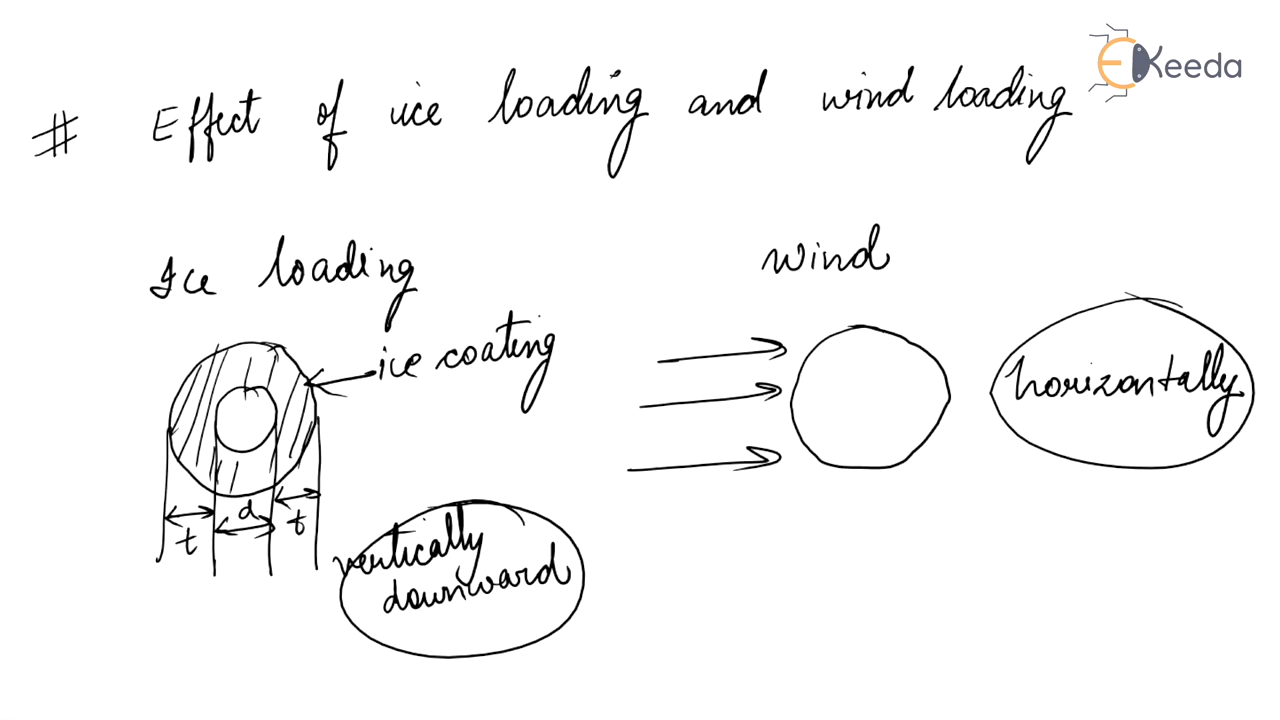 EKeeda
# Effect of ice loading and wind loading
Ice loading
wind
ice coating
horizontally
t d t
vertically
downward